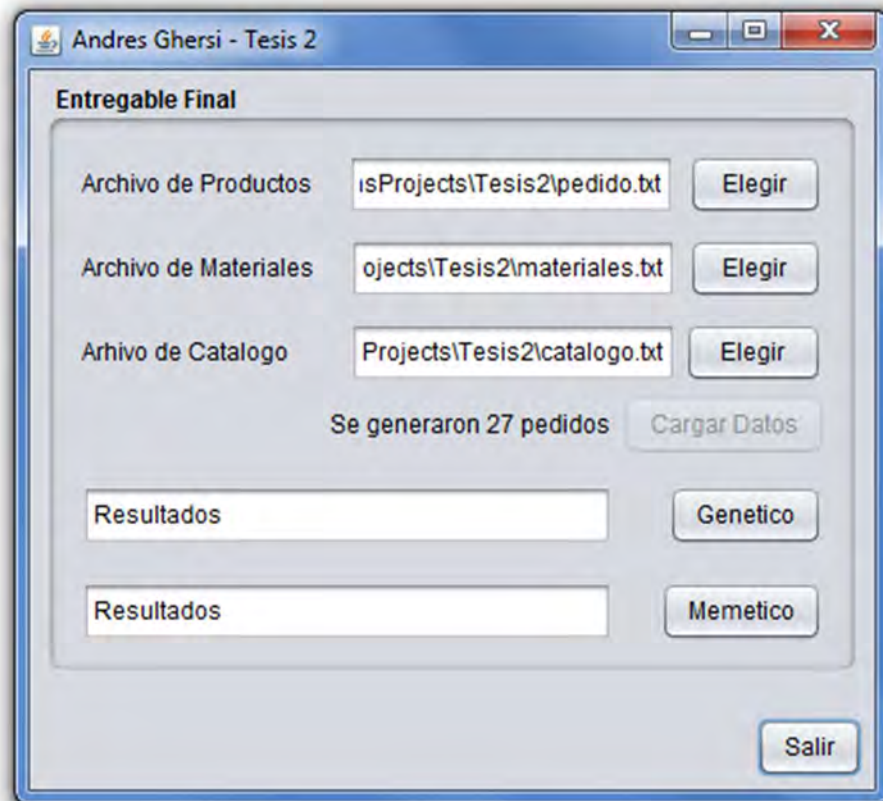 Andres Ghersi - Tesis 2
Entregable Final
Archivo de Productos ısProjects\Tesis2\pedido.txt Elegir
Archivo de Materiales ojects\Tesis2\materiales.txt Elegir
Arhivo de Catalogo Projects\Tesis2\catalogo.txt Elegir
Se generaron 27 pedidos Cargar Datos
Resultados Genetico
Resultados Memetico
Salir